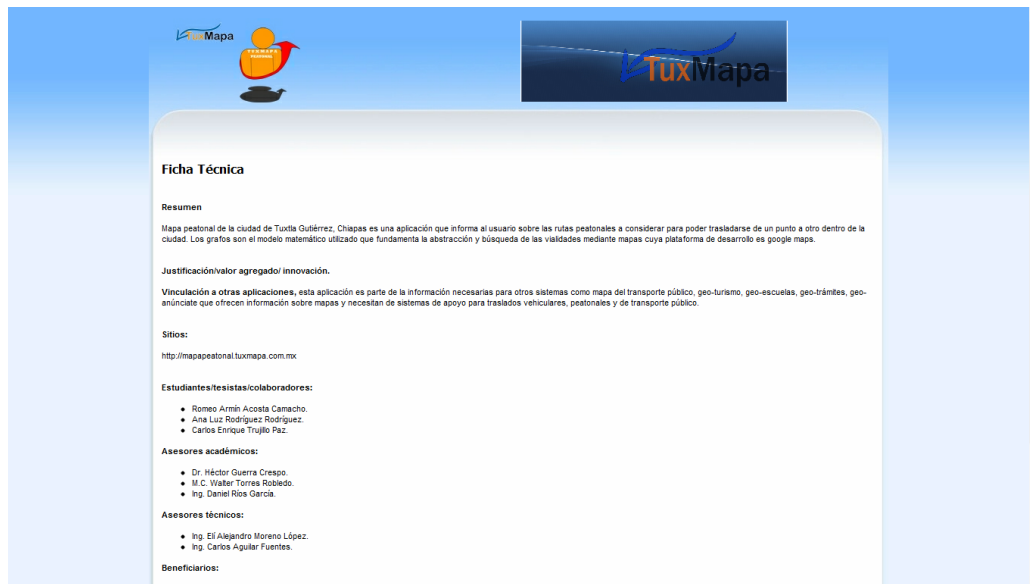 TuxMapa
TUXMAPA
PEATONAL
TuxMapa
Ficha Técnica
Resumen
Mapa peatonal de la ciudad de Tuxtla Gutiérrez, Chiapas es una aplicación que informa al usuario sobre las rutas peatonales a considerar para poder trasladarse de un punto a otro dentro de la
ciudad. Los grafos son el modelo matemático utilizado que fundamenta la abstracción y búsqueda de las vialidades mediante mapas cuya plataforma de desarrollo es google maps.
Justificación/valor agregado/ innovación.
Vinculación a otras aplicaciones, esta aplicación es parte de la información necesarias para otros sistemas como mapa del transporte público, geo-turismo, geo-escuelas, geo-trámites, geo-
anúnciate que ofrecen información sobre mapas y necesitan de sistemas de apoyo para traslados vehiculares, peatonales y de transporte público.
Sitios:
http://mapapeatonal.tuxmapa.com.mx
Estudiantes/tesistas/colaboradores:
• Romeo Armín Acosta Camacho.
• Ana Luz Rodríguez Rodríguez.
• Carlos Enrique Trujillo Paz.
Asesores académicos:
• Dr. Héctor Guerra Crespo.
• M.C. Walter Torres Robledo.
• Ing. Daniel Ríos García.
Asesores técnicos:
• Ing. Elí Alejandro Moreno López.
• Ing. Carlos Aguilar Fuentes.
Beneficiarios: